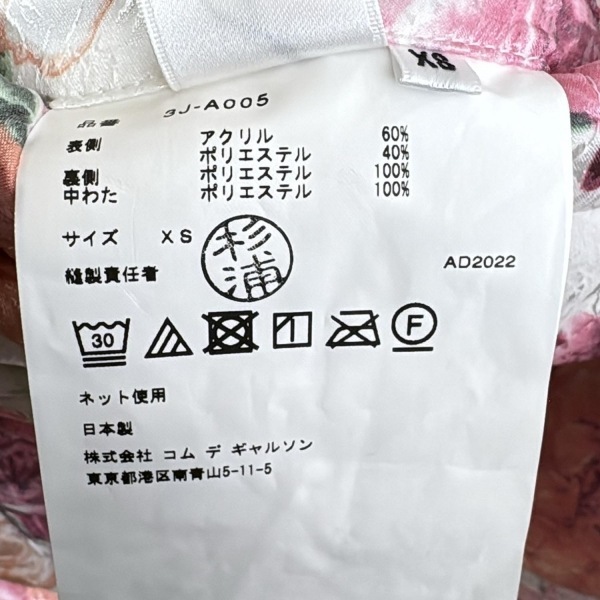 XS
品番 3J-A005
表側 アクリル 60%
ポリエステル 40%
裏側 ポリエステル 100%
中わた ポリエステル 100%
サイズ XS
縫製責任者 杉浦
AD2022
30 1 F
ネット使用
日本製
株式会社 コム デ ギャルソン
東京都港区南青山5-11-5